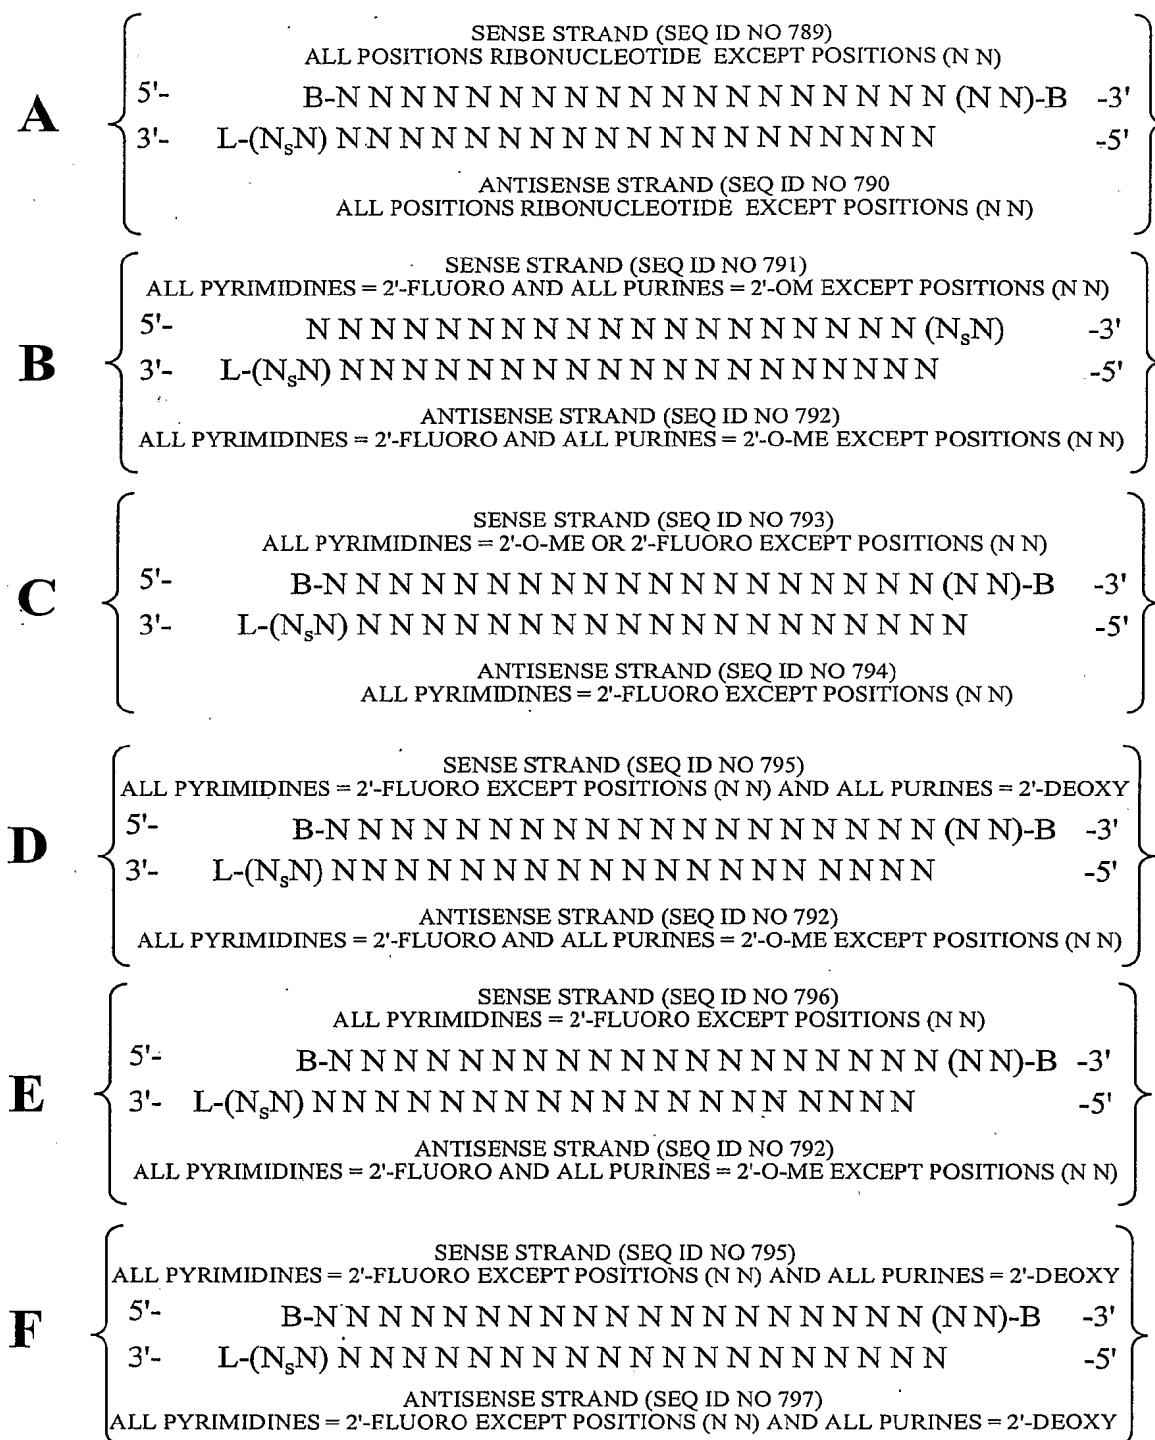 SENSE STRAND (SEQ ID NO 789)
ALL POSITIONS RIBONUCLEOTIDE EXCEPT POSITIONS (N N)
A
5'- B-N N N N N N N N N N N N N N N N N N N (N N)-B -3'
3'- L-(NₛN) N N N N N N N N N N N N N N N N N N N -5'
ANTISENSE STRAND (SEQ ID NO 790
ALL POSITIONS RIBONUCLEOTIDE EXCEPT POSITIONS (N N)
SENSE STRAND (SEQ ID NO 791)
ALL PYRIMIDINES = 2'-FLUORO AND ALL PURINES = 2'-OM EXCEPT POSITIONS (N N)
B
5'- N N N N N N N N N N N N N N N N N N N (NₛN) -3'
3'- L-(NₛN) N N N N N N N N N N N N N N N N N N N -5'
ANTISENSE STRAND (SEQ ID NO 792)
ALL PYRIMIDINES = 2'-FLUORO AND ALL PURINES = 2'-O-ME EXCEPT POSITIONS (N N)
SENSE STRAND (SEQ ID NO 793)
ALL PYRIMIDINES = 2'-O-ME OR 2'-FLUORO EXCEPT POSITIONS (N N)
C
5'- B-N N N N N N N N N N N N N N N N N N N (N N)-B -3'
3'- L-(NₛN) N N N N N N N N N N N N N N N N N N N -5'
ANTISENSE STRAND (SEQ ID NO 794)
ALL PYRIMIDINES = 2'-FLUORO EXCEPT POSITIONS (N N)
SENSE STRAND (SEQ ID NO 795)
ALL PYRIMIDINES = 2'-FLUORO EXCEPT POSITIONS (N N) AND ALL PURINES = 2'-DEOXY
D
5'- B-N N N N N N N N N N N N N N N N N N N (N N)-B -3'
3'- L-(NₛN) N N N N N N N N N N N N N N N N N N N -5'
ANTISENSE STRAND (SEQ ID NO 792)
ALL PYRIMIDINES = 2'-FLUORO AND ALL PURINES = 2'-O-ME EXCEPT POSITIONS (N N)
SENSE STRAND (SEQ ID NO 796)
ALL PYRIMIDINES = 2'-FLUORO EXCEPT POSITIONS (N N)
E
5'- B-N N N N N N N N N N N N N N N N N N N (N N)-B -3'
3'- L-(NₛN) N N N N N N N N N N N N N N N N N N N -5'
ANTISENSE STRAND (SEQ ID NO 792)
ALL PYRIMIDINES = 2'-FLUORO AND ALL PURINES = 2'-O-ME EXCEPT POSITIONS (N N)
SENSE STRAND (SEQ ID NO 795)
ALL PYRIMIDINES = 2'-FLUORO EXCEPT POSITIONS (N N) AND ALL PURINES = 2'-DEOXY
F
5'- B-N N N N N N N N N N N N N N N N N N N (N N)-B -3'
3'- L-(NₛN) N N N N N N N N N N N N N N N N N N N -5'
ANTISENSE STRAND (SEQ ID NO 797)
ALL PYRIMIDINES = 2'-FLUORO EXCEPT POSITIONS (N N) AND ALL PURINES = 2'-DEOXY